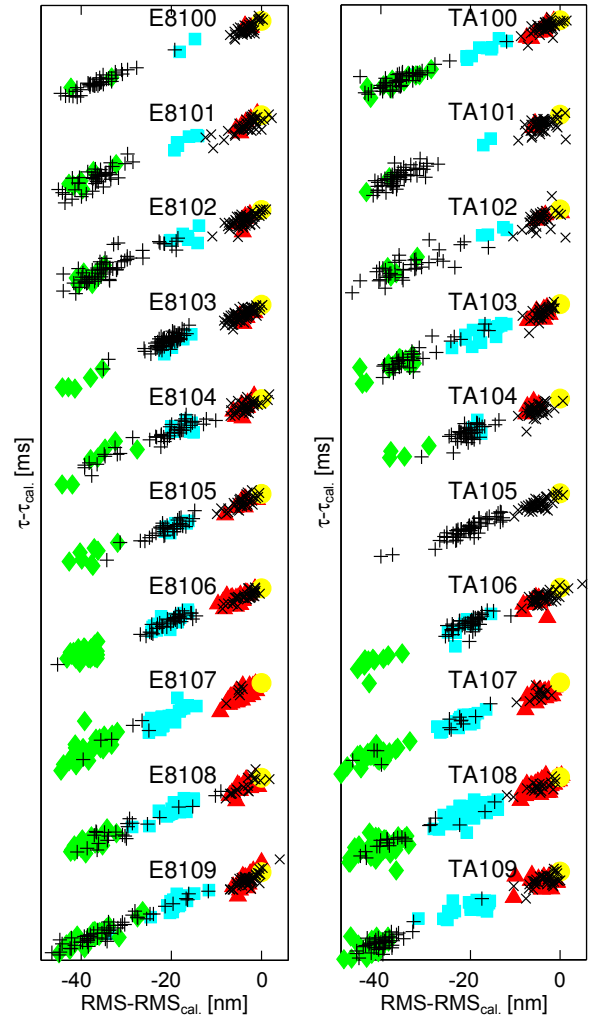 E8100
E8101
E8102
E8103
E8104
E8105
E8106
E8107
E8108
E8109
τ-τcal. [ms]
-40 -20 0
RMS-RMScal. [nm]
TA100
TA101
TA102
TA103
TA104
TA105
TA106
TA107
TA108
TA109
τ-τcal. [ms]
-40 -20 0
RMS-RMScal. [nm]